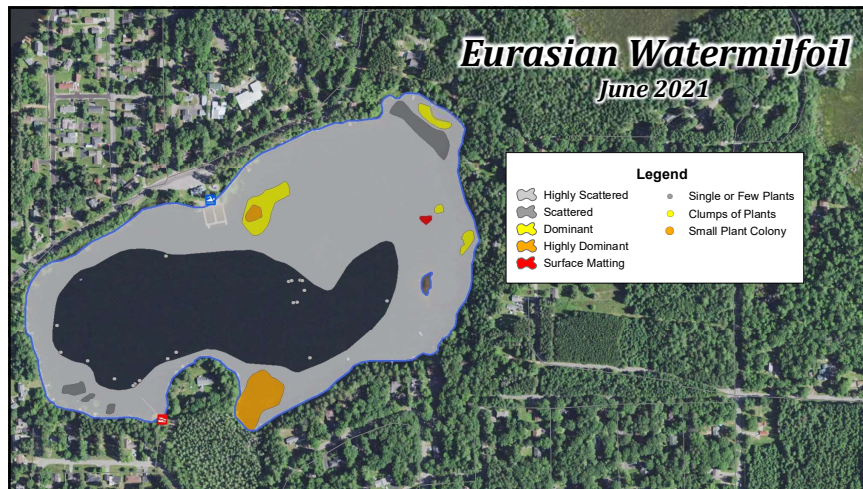 Eurasian Watermilfoil
June 2021
Legend
Highly Scattered
Scattered
Dominant
Highly Dominant
Surface Matting
Single or Few Plants
Clumps of Plants
Small Plant Colony